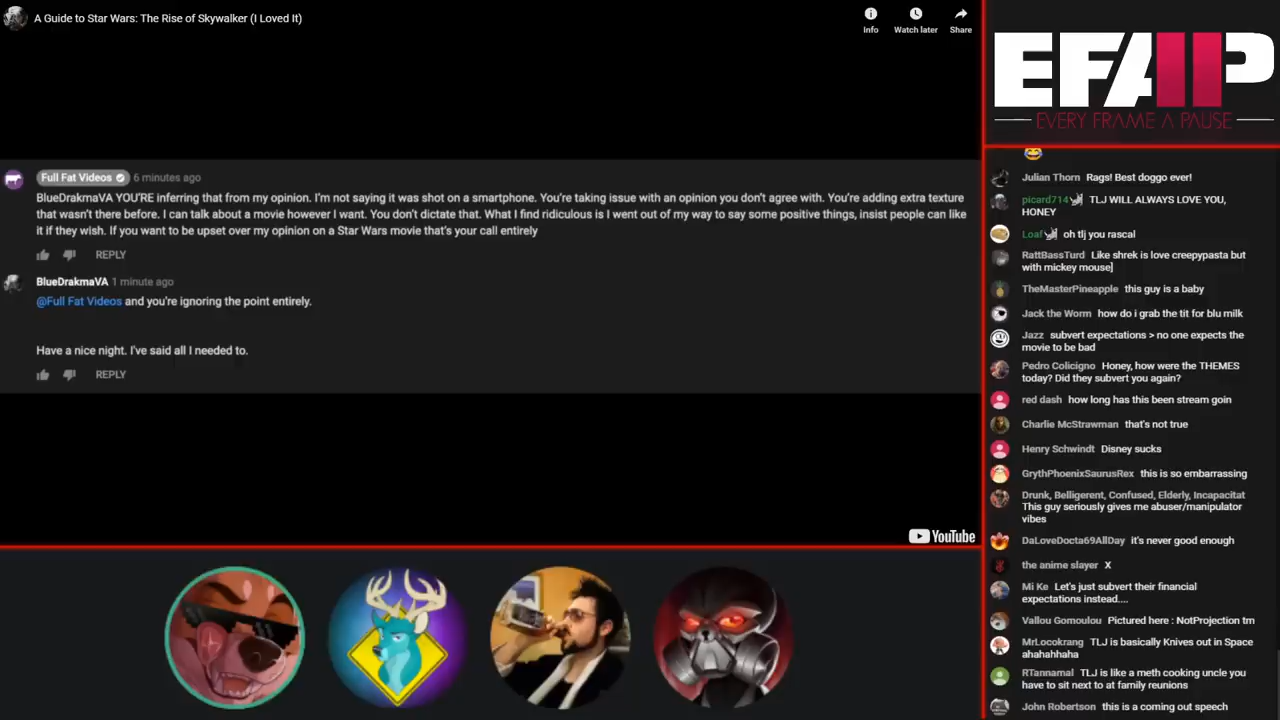 A Guide to Star Wars: The Rise of Skywalker (I Loved It)
Info
Watch later
Share
Full Fat Videos 6 minutes ago
BlueDrakmaVA YOU'RE inferring that from my opinion. I'm not saying it was shot on a smartphone. You're taking issue with an opinion you don't agree with. You're adding extra texture
that wasn't there before. I can talk about a movie however I want. You don't dictate that. What I find ridiculous is I went out of my way to say some positive things, insist people can like
it if they wish. If you want to be upset over my opinion on a Star Wars movie that's your call entirely
REPLY
BlueDrakmaVA 1 minute ago
@Full Fat Videos and you're ignoring the point entirely.
Have a nice night. I've said all I needed to.
REPLY
YouTube
EFAP
EVERY FRAME A PAUSE
Julian Thorn Rags! Best doggo ever!
picard714 TLJ WILL ALWAYS LOVE YOU,
HONEY
Loaf oh tlj you rascal
RattBassTurd Like shrek is love creepypasta but
with mickey mouse]
TheMasterPineapple this guy is a baby
Jack the Worm how do i grab the tit for blu milk
Jazz subvert expectations > no one expects the
movie to be bad
Pedro Colicigno Honey, how were the THEMES
today? Did they subvert you again?
red dash how long has this been stream goin
Charlie McStrawman that's not true
Henry Schwindt Disney sucks
GrythPhoenixSaurusRex this is so embarrassing
Drunk, Belligerent, Confused, Elderly, Incapacitat
This guy seriously gives me abuser/manipulator
vibes
DaLoveDocta69AllDay it's never good enough
the anime slayer X
Mi Ke Let's just subvert their financial
expectations instead....
Vallou Gomoulou Pictured here : NotProjection tm
MrLocokrang TLJ is basically Knives out in Space
ahahahhaha
RTannamal TLJ is like a meth cooking uncle you
have to sit next to at family reunions
John Robertson this is a coming out speech